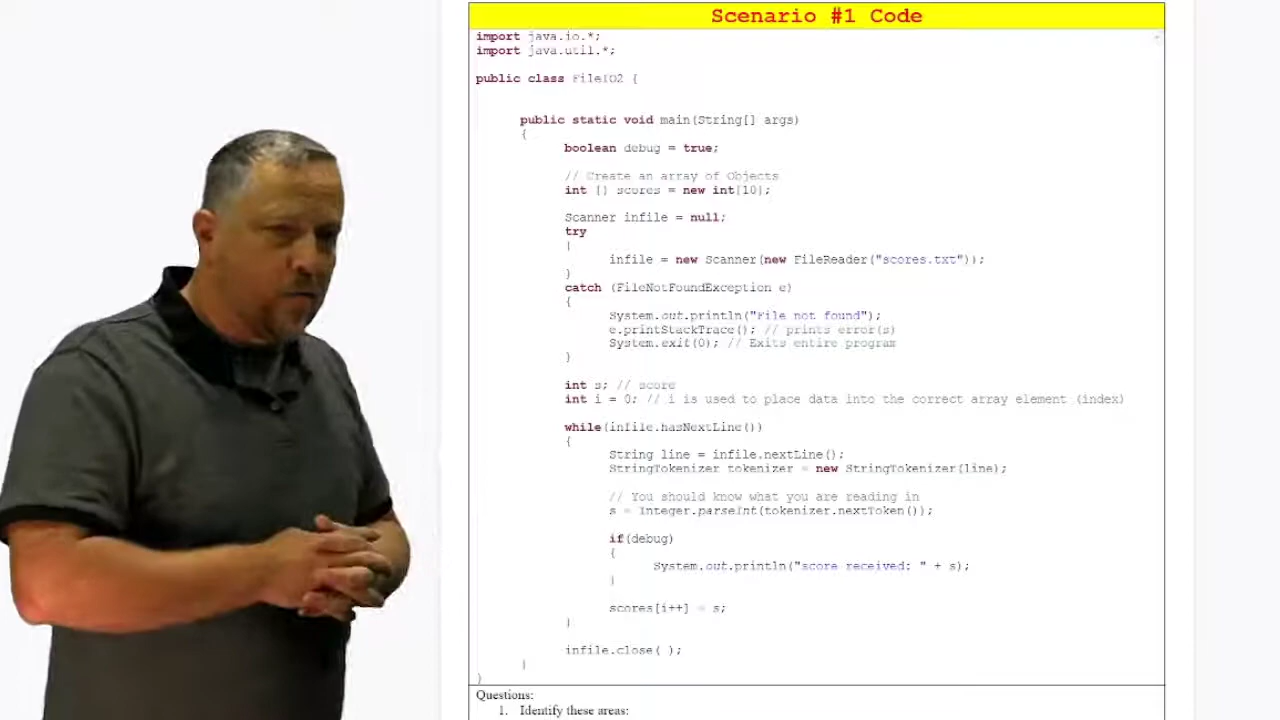 Scenario #1 Code
import java.io.*;
import java.util.*;
public class FileIO2 {
public static void main(String[] args)
{
boolean debug = true;
// Create an array of Objects
int [] scores = new int[10];
Scanner infile = null;
try
{
infile = new Scanner(new FileReader("scores.txt"));
}
catch (FileNotFoundException e)
{
System.out.println("File not found");
e.printStackTrace(); // prints error(s)
System.exit(0); // Exits entire program
}
int s; // score
int i = 0; // i is used to place data into the correct array element (index)
while(infile.hasNextLine())
{
String line = infile.nextLine();
StringTokenizer tokenizer = new StringTokenizer(line);
// You should know what you are reading in
s = Integer.parseInt(tokenizer.nextToken());
if(debug)
{
System.out.println("score received: " + s);
}
scores[i++] = s;
}
infile.close( );
}
}
Questions:
1. Identify these areas: